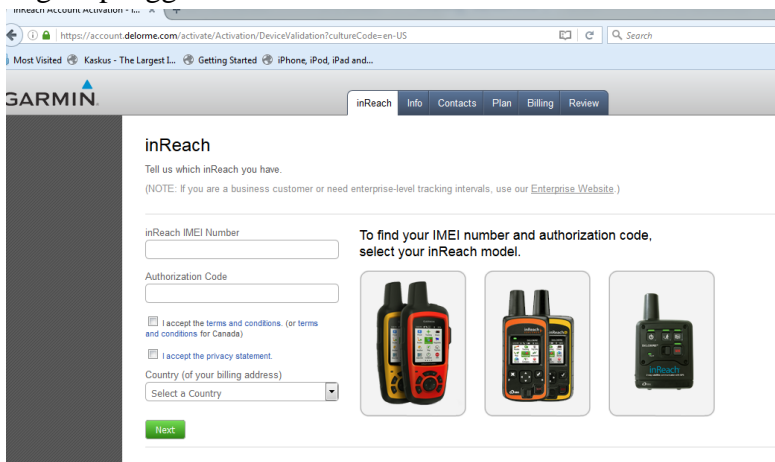 inReach Account Activation - I...
https://account.delorme.com/activate/Activation/DeviceValidation?cultureCode=en-US
Search
Most Visited Kaskus - The Largest I... Getting Started iPhone, iPod, iPad and...
GARMIN.
inReach Info Contacts Plan Billing Review
inReach
Tell us which inReach you have.
(NOTE: If you are a business customer or need enterprise-level tracking intervals, use our Enterprise Website.)
inReach IMEI Number
To find your IMEI number and authorization code,
select your inReach model.
Authorization Code
I accept the terms and conditions. (or terms
and conditions for Canada)
I accept the privacy statement.
Country (of your billing address)
Select a Country
Next
inReach